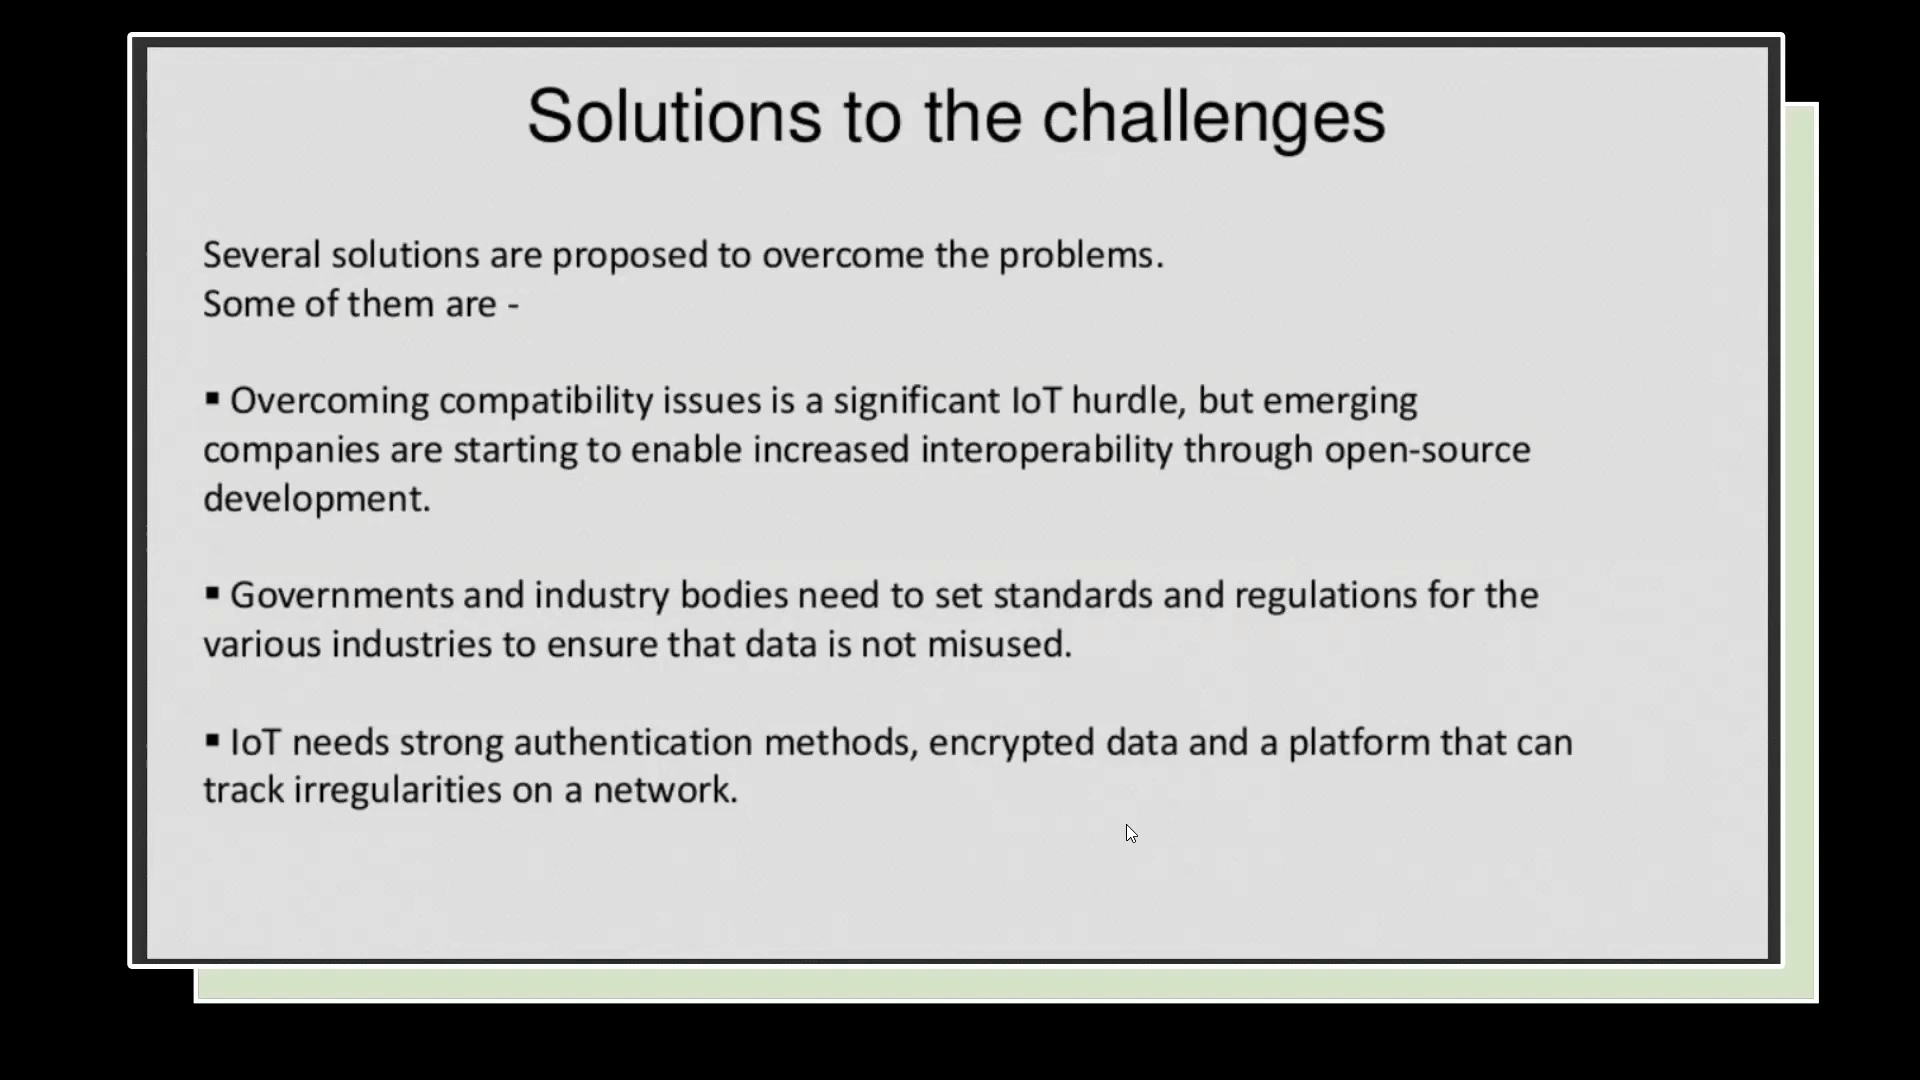 Solutions to the challenges
Several solutions are proposed to overcome the problems.
Some of them are -
▪ Overcoming compatibility issues is a significant IoT hurdle, but emerging
companies are starting to enable increased interoperability through open-source
development.
▪ Governments and industry bodies need to set standards and regulations for the
various industries to ensure that data is not misused.
▪ IoT needs strong authentication methods, encrypted data and a platform that can
track irregularities on a network.